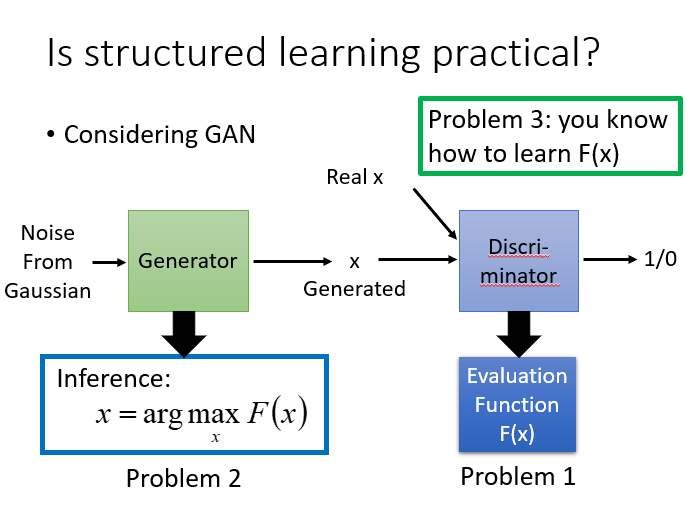 Is structured learning practical?
• Considering GAN
Problem 3: you know
how to learn F(x)
Real x
Noise
From
Gaussian
Generator
x
Generated
Discri-
minator
1/0
Inference:
x = arg max F(x)
x
Problem 2
Evaluation
Function
F(x)
Problem 1